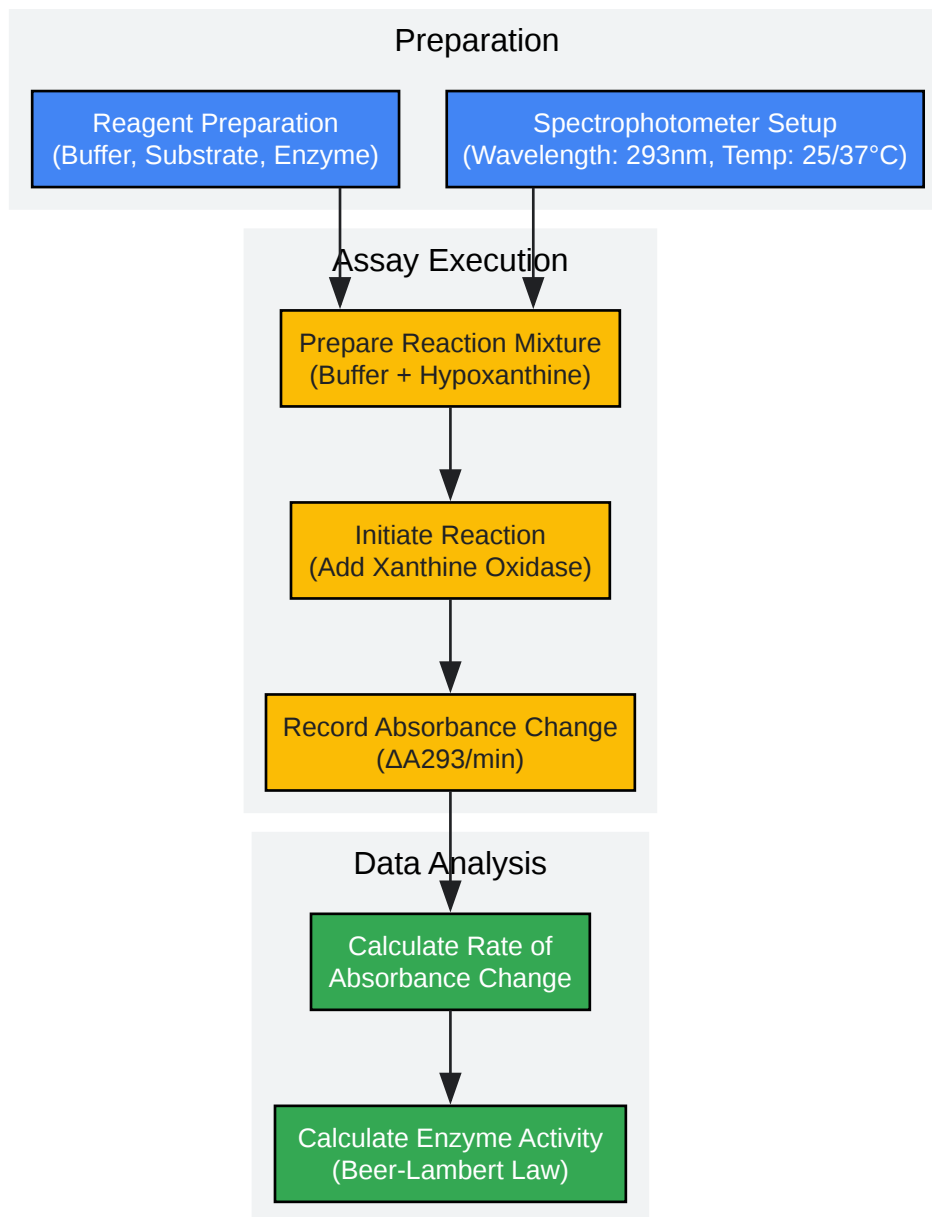 Preparation
Reagent Preparation
(Buffer, Substrate, Enzyme)
Spectrophotometer Setup
(Wavelength: 293nm, Temp: 25/37°C)
Assay Execution
Prepare Reaction Mixture
(Buffer + Hypoxanthine)
Initiate Reaction
(Add Xanthine Oxidase)
Record Absorbance Change
(ΔA293/min)
Data Analysis
Calculate Rate of
Absorbance Change
Calculate Enzyme Activity
(Beer-Lambert Law)